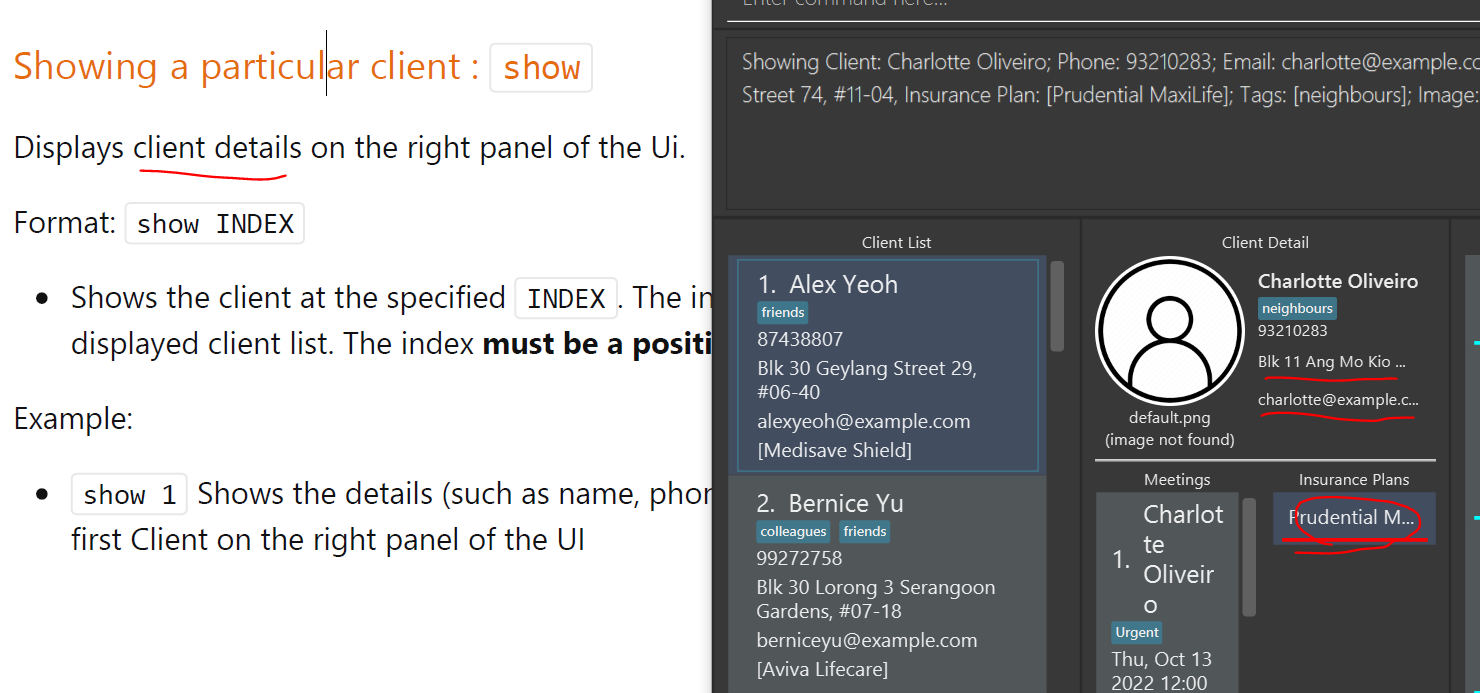 Showing a particular client : show
Displays client details on the right panel of the Ui.
Format: show INDEX
Shows the client at the specified INDEX. The in
displayed client list. The index must be a positi
Example:
show 1 Shows the details (such as name, phon
first Client on the right panel of the UI
Enter command here...
Showing Client: Charlotte Oliveiro; Phone: 93210283; Email: charlotte@example.co
Street 74, #11-04, Insurance Plan: [Prudential MaxiLife]; Tags: [neighbours]; Image:
Client List
1. Alex Yeoh
friends
87438807
Blk 30 Geylang Street 29,
#06-40
alexyeoh@example.com
[Medisave Shield]
2. Bernice Yu
colleagues friends
99272758
Blk 30 Lorong 3 Serangoon
Gardens, #07-18
berniceyu@example.com
[Aviva Lifecare]
Client Detail
default.png
(image not found)
Charlotte Oliveiro
neighbours
93210283
Blk 11 Ang Mo Kio ...
charlotte@example.c...
Meetings
1. Charlot
te
Oliveir
o
Urgent
Thu, Oct 13
2022 12:00
Insurance Plans
Prudential M...